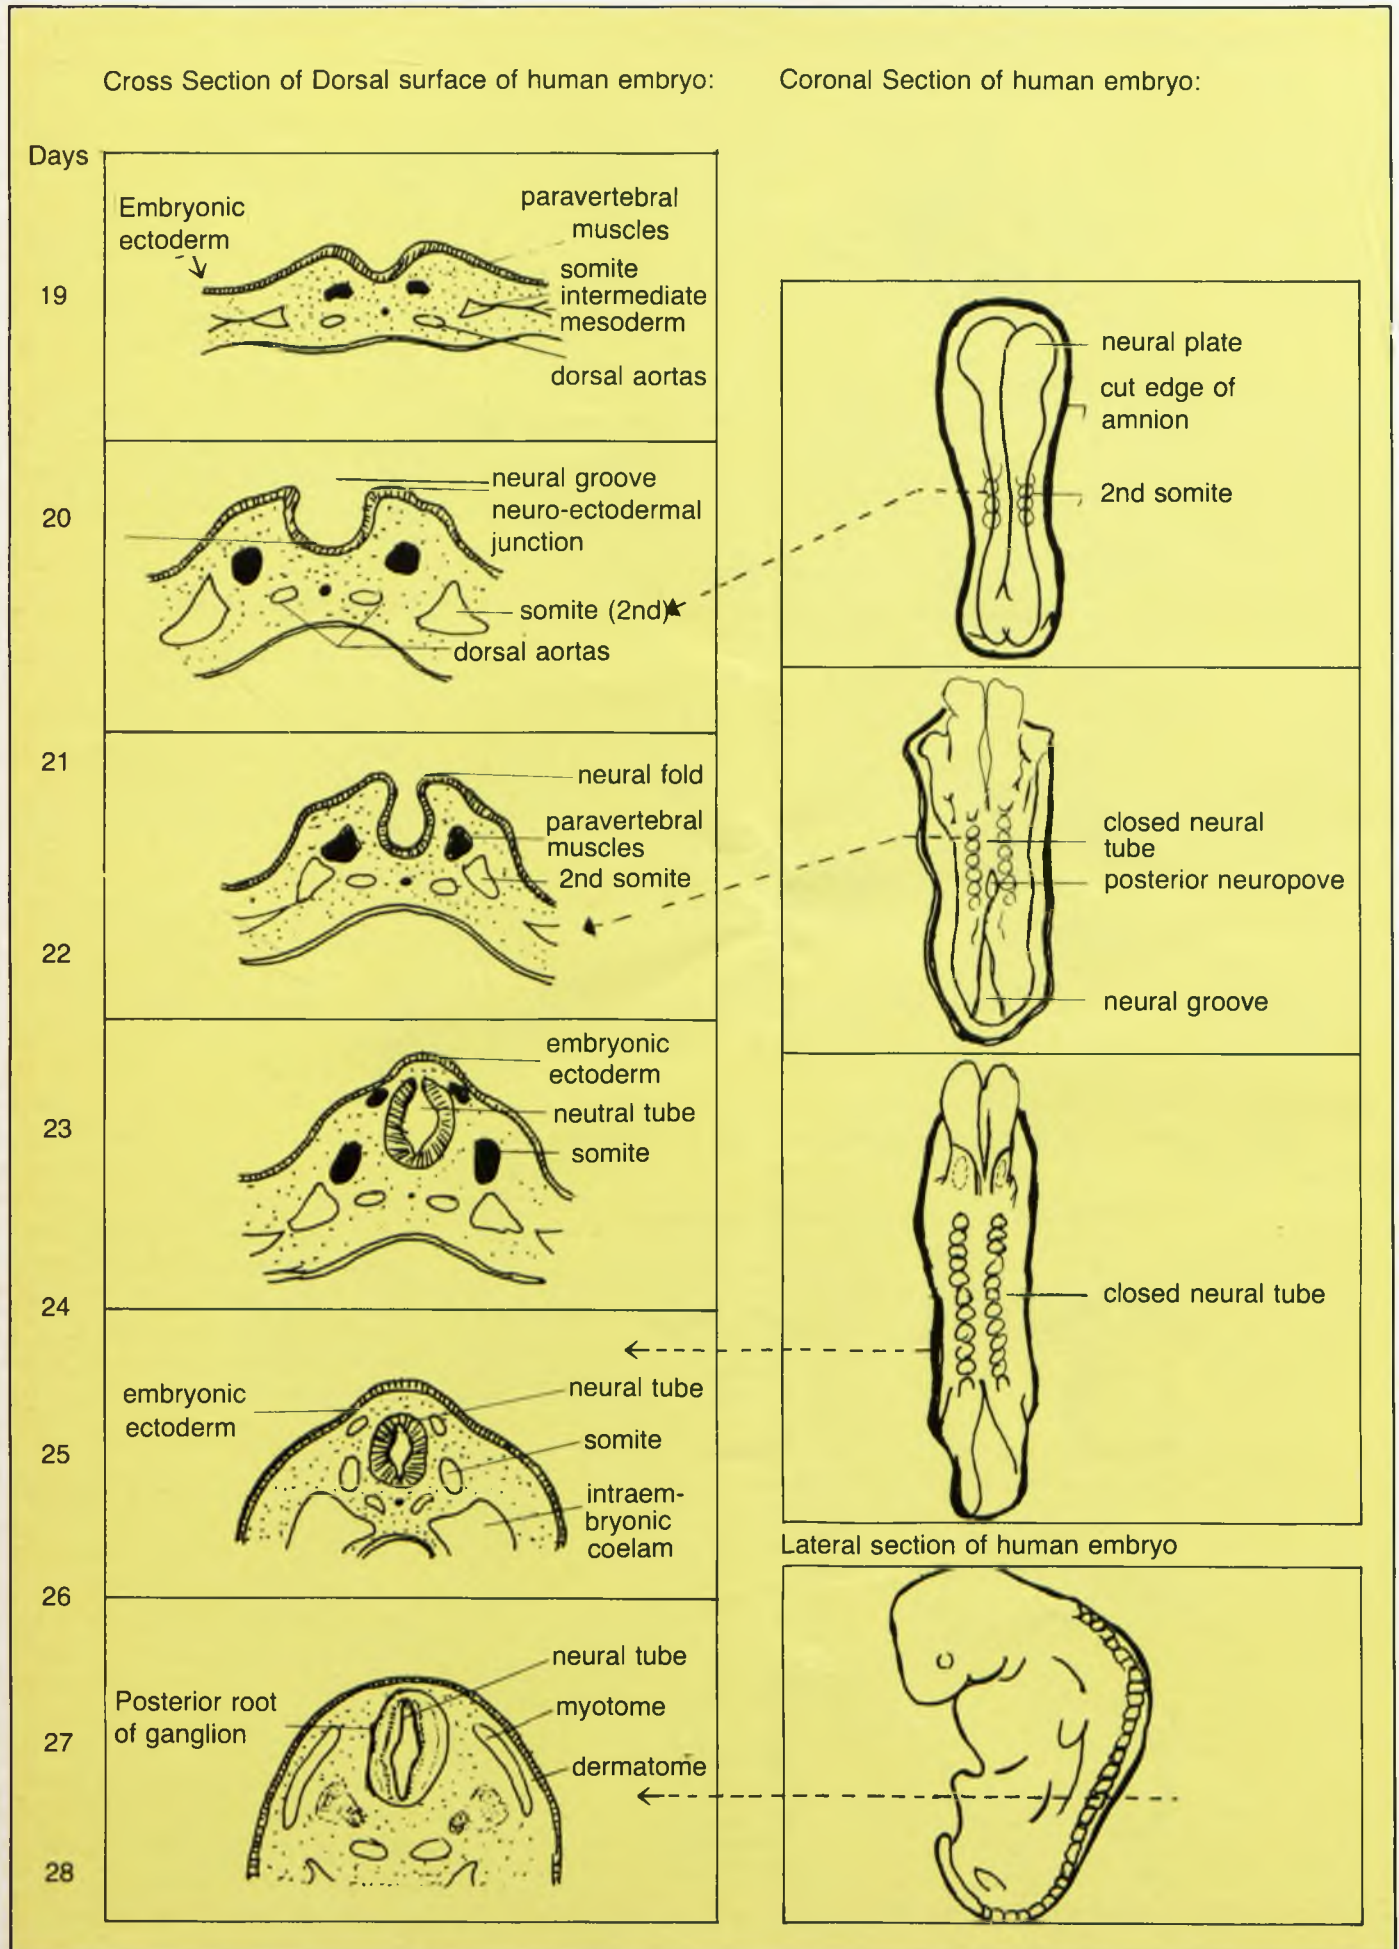 Cross Section of Dorsal surface of human embryo:
Coronal Section of human embryo:
Days
Embryonic
ectoderm
paravertebral
muscles
somite
intermediate
mesoderm
dorsal aortas
19
neural plate
cut edge of
amnion
2nd somite
20
neural groove
neuro-ectodermal
junction
somite (2nd)
dorsal aortas
21
neural fold
paravertebral
muscles
2nd somite
22
closed neural
tube
posterior neuropove
neural groove
embryonic
ectoderm
neutral tube
somite
23
24
closed neural tube
embryonic
ectoderm
neural tube
somite
intraem-
bryonic
coelam
25
Lateral section of human embryo
26
neural tube
Posterior root
of ganglion
myotome
dermatome
27
28